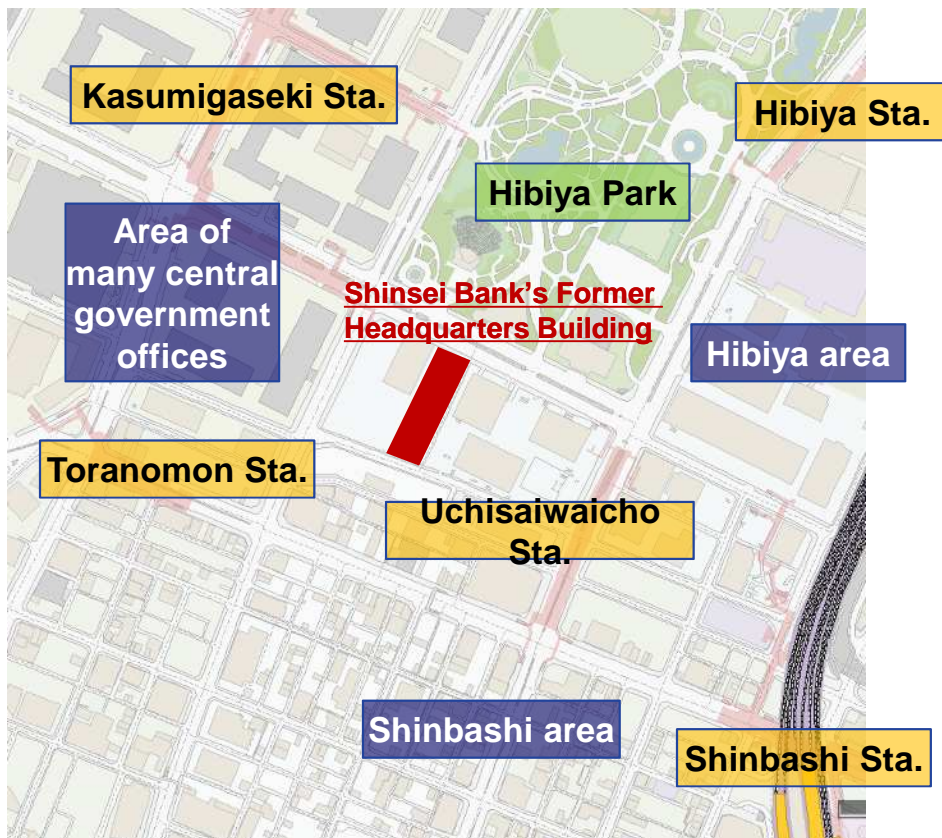 Kasumigaseki Sta.
Hibiya Sta.
Hibiya Park
Area of
many central
government
offices
Shinsei Bank's Former
Headquarters Building
Hibiya area
Toranomon Sta.
Uchisaiwaicho
Sta.
Shinbashi area
Shinbashi Sta.